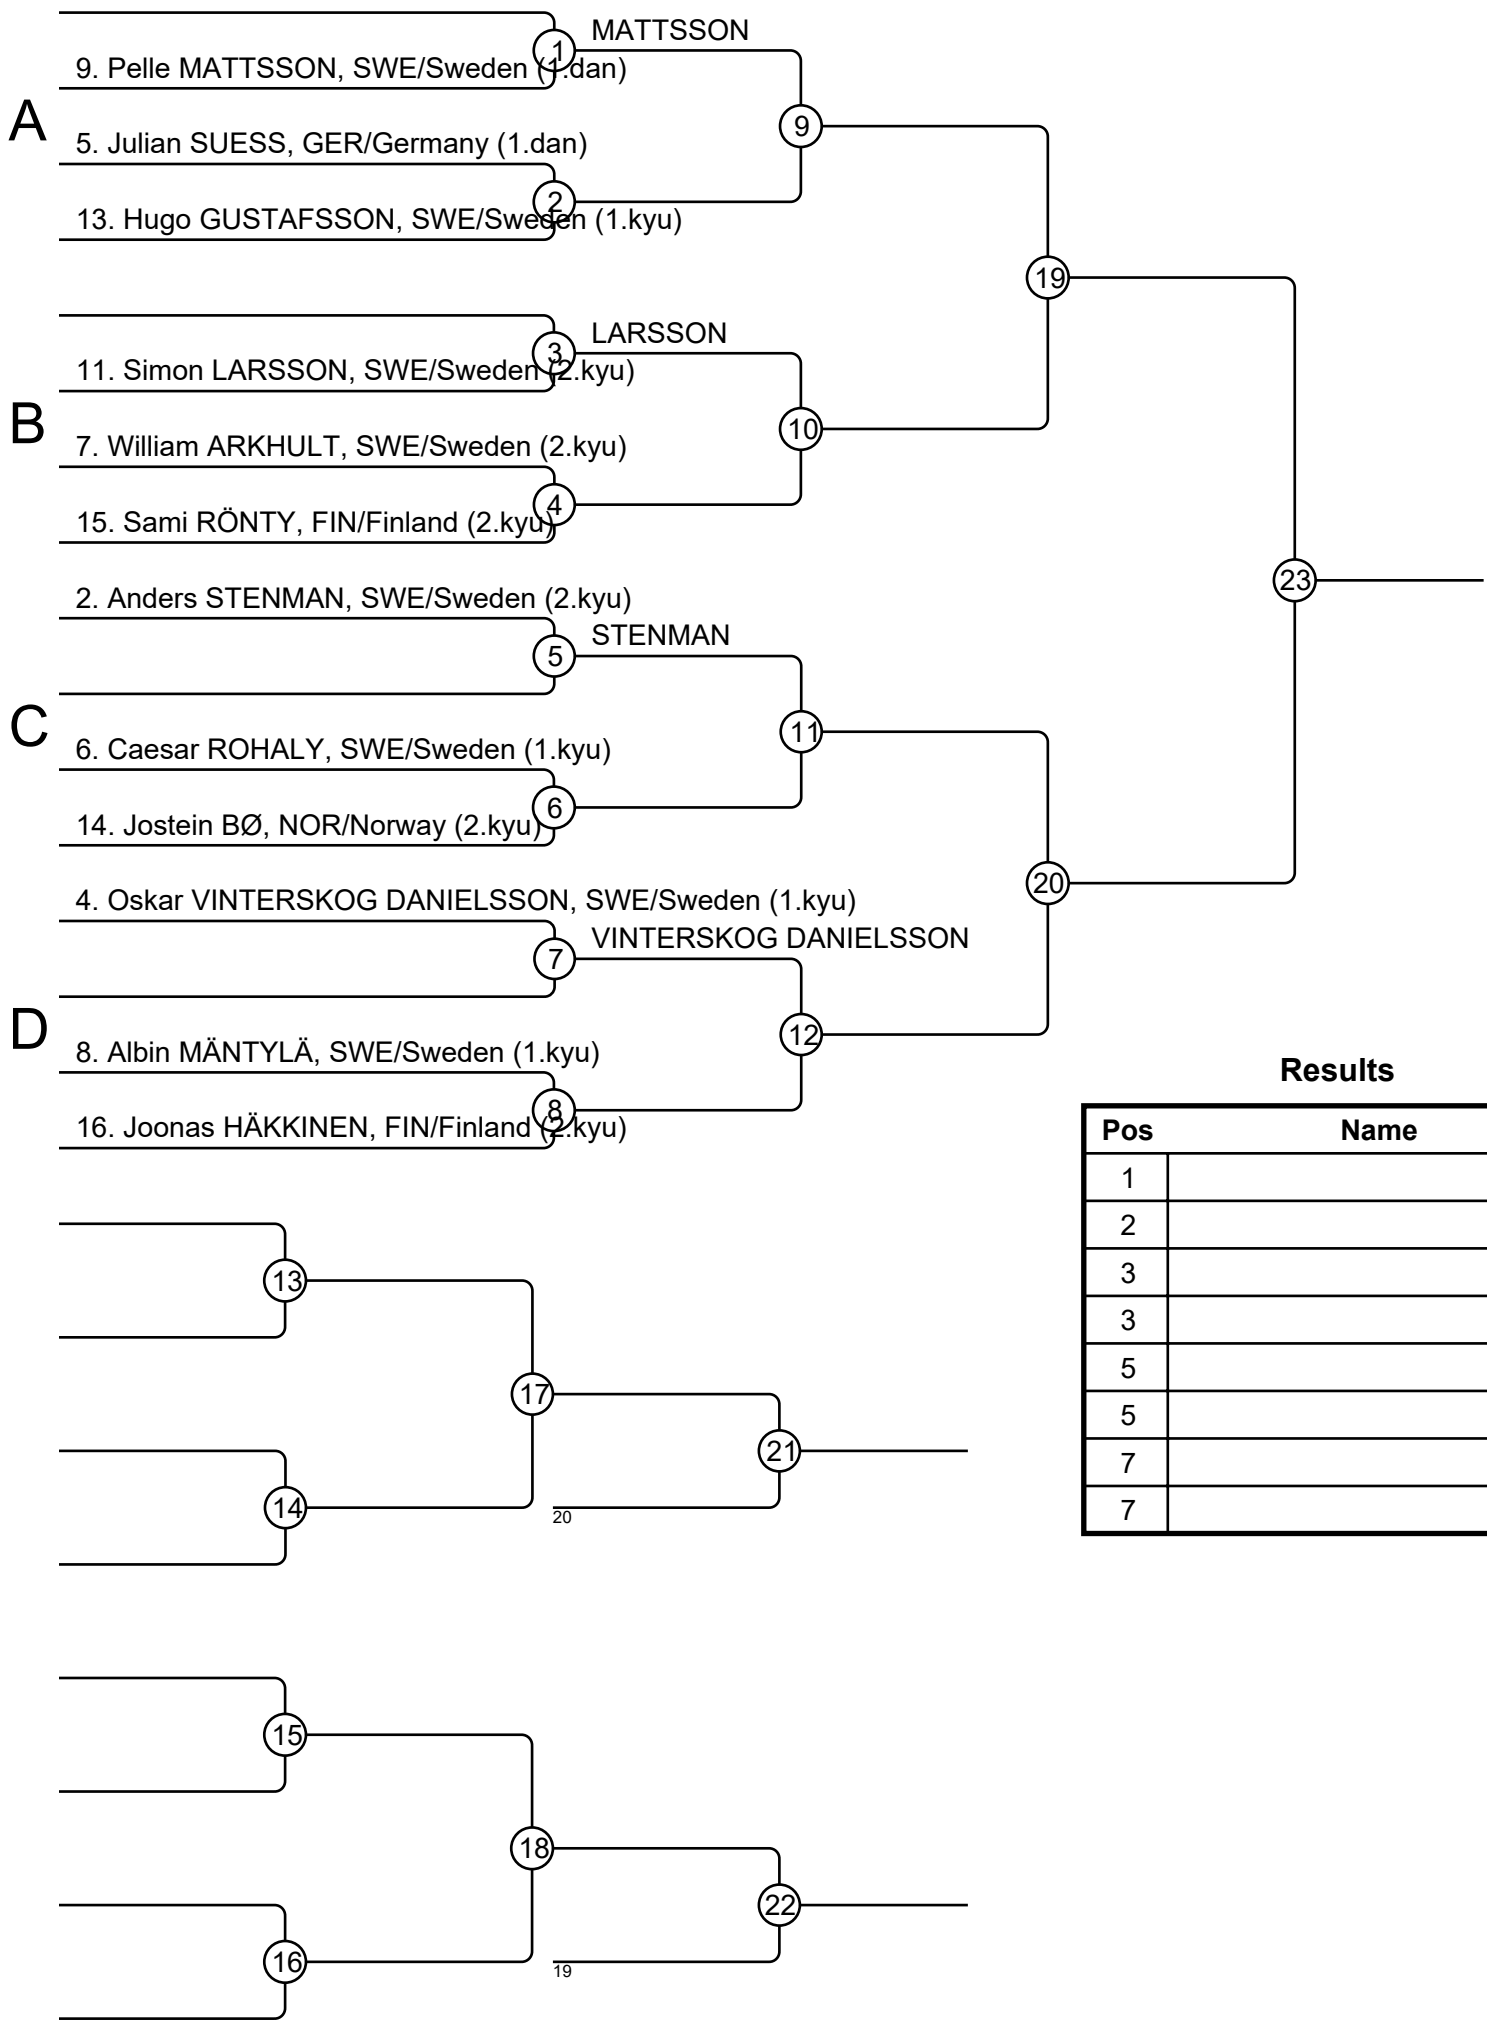 MATTSSON
1
9. Pelle MATTSSON, SWE/Sweden (1.dan)
A
9
5. Julian SUESS, GER/Germany (1.dan)
2
13. Hugo GUSTAFSSON, SWE/Sweden (1.kyu)
19
LARSSON
3
11. Simon LARSSON, SWE/Sweden (2.kyu)
B
10
7. William ARKHULT, SWE/Sweden (2.kyu)
4
15. Sami RÖNTY, FIN/Finland (2.kyu)
23
2. Anders STENMAN, SWE/Sweden (2.kyu)
STENMAN
5
C
11
6. Caesar ROHALY, SWE/Sweden (1.kyu)
6
14. Jostein BØ, NOR/Norway (2.kyu)
20
4. Oskar VINTERSKOG DANIELSSON, SWE/Sweden (1.kyu)
VINTERSKOG DANIELSSON
7
D
12
8. Albin MÄNTYLÄ, SWE/Sweden (1.kyu)
8
16. Joonas HÄKKINEN, FIN/Finland (2.kyu)
Results
Pos Name
1
2
3
3
5
5
7
7
13
17
21
14
20
15
18
22
16
19